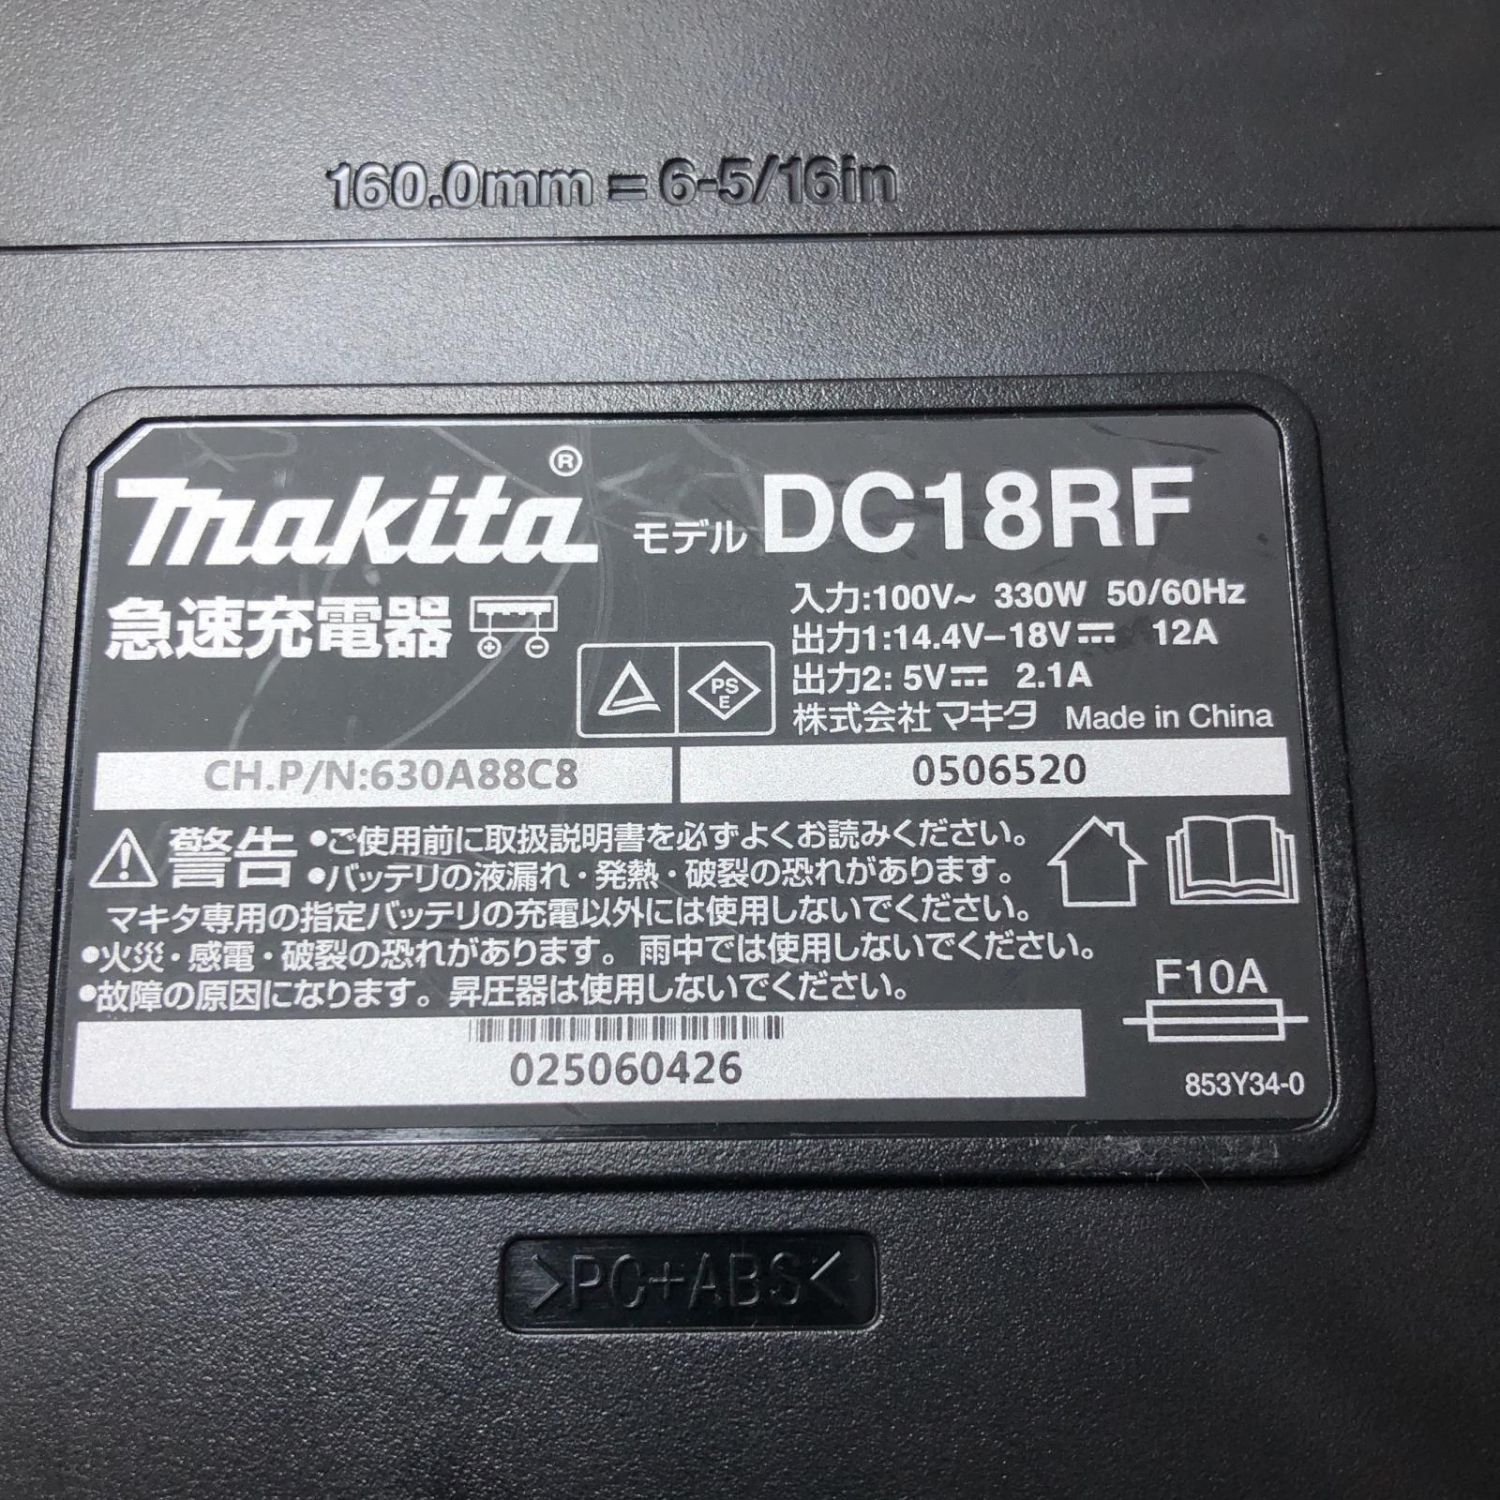 160.0mm = 6-5/16in
makita® モデル DC18RF
急速充電器
入力:100V~ 330W 50/60Hz
出力1:14.4V–18V⎓ 12A
出力2: 5V⎓ 2.1A
PS
E
株式会社マキタ Made in China
CH.P/N:630A88C8
0506520
警告 •ご使用前に取扱説明書を必ずよくお読みください。
•バッテリの液漏れ・発熱・破裂の恐れがあります。
マキタ専用の指定バッテリの充電以外には使用しないでください。
•火災・感電・破裂の恐れがあります。雨中では使用しないでください。
•故障の原因になります。昇圧器は使用しないでください。
F10A
025060426
853Y34-0
>PC+ABS<